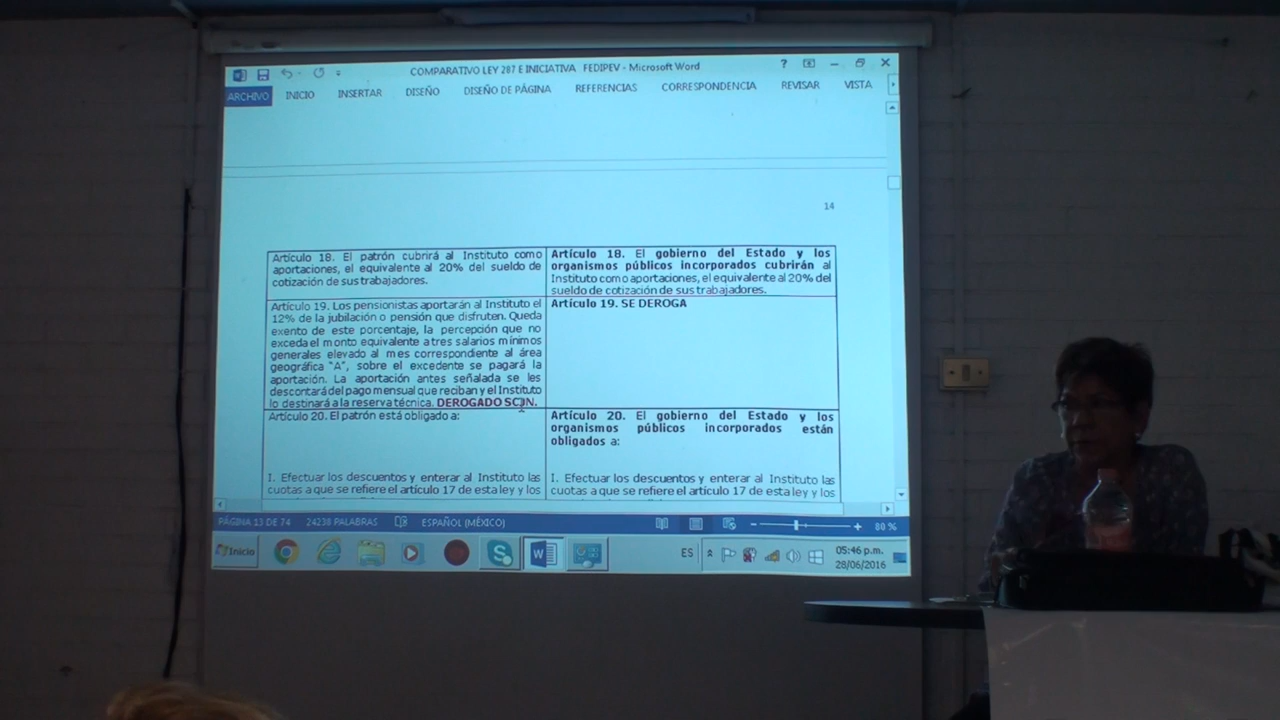 COMPARATIVO LEY 287 E INICIATIVA FEDIPEV - Microsoft Word
ARCHIVO INICIO INSERTAR DISEÑO DISEÑO DE PÁGINA REFERENCIAS CORRESPONDENCIA REVISAR VISTA
14
Artículo 18. El patrón cubrirá al Instituto como
aportaciones, el equivalente al 20% del sueldo de
cotización de sus trabajadores.
Artículo 18. El gobierno del Estado y los
organismos públicos incorporados cubrirán al
Instituto como aportaciones, el equivalente al 20% del
sueldo de cotización de sus trabajadores.
Artículo 19. Los pensionistas aportarán al Instituto el
12% de la jubilación o pensión que disfruten. Queda
exento de este porcentaje, la percepción que no
exceda el monto equivalente a tres salarios mínimos
generales elevado al mes correspondiente al área
geográfica "A", sobre el excedente se pagará la
aportación. La aportación antes señalada se les
descontará del pago mensual que reciban y el Instituto
lo destinará a la reserva técnica. DEROGADO SCJN.
Artículo 19. SE DEROGA
Artículo 20. El patrón está obligado a:
Artículo 20. El gobierno del Estado y los
organismos públicos incorporados están
obligados a:
I. Efectuar los descuentos y enterar al Instituto las
cuotas a que se refiere el artículo 17 de esta ley y los
I. Efectuar los descuentos y enterar al Instituto las
cuotas a que se refiere el artículo 17 de esta ley y los
PÁGINA 13 DE 74 24238 PALABRAS ESPAÑOL (MÉXICO) 80 %
Inicio ES 05:46 p.m.
28/06/2016